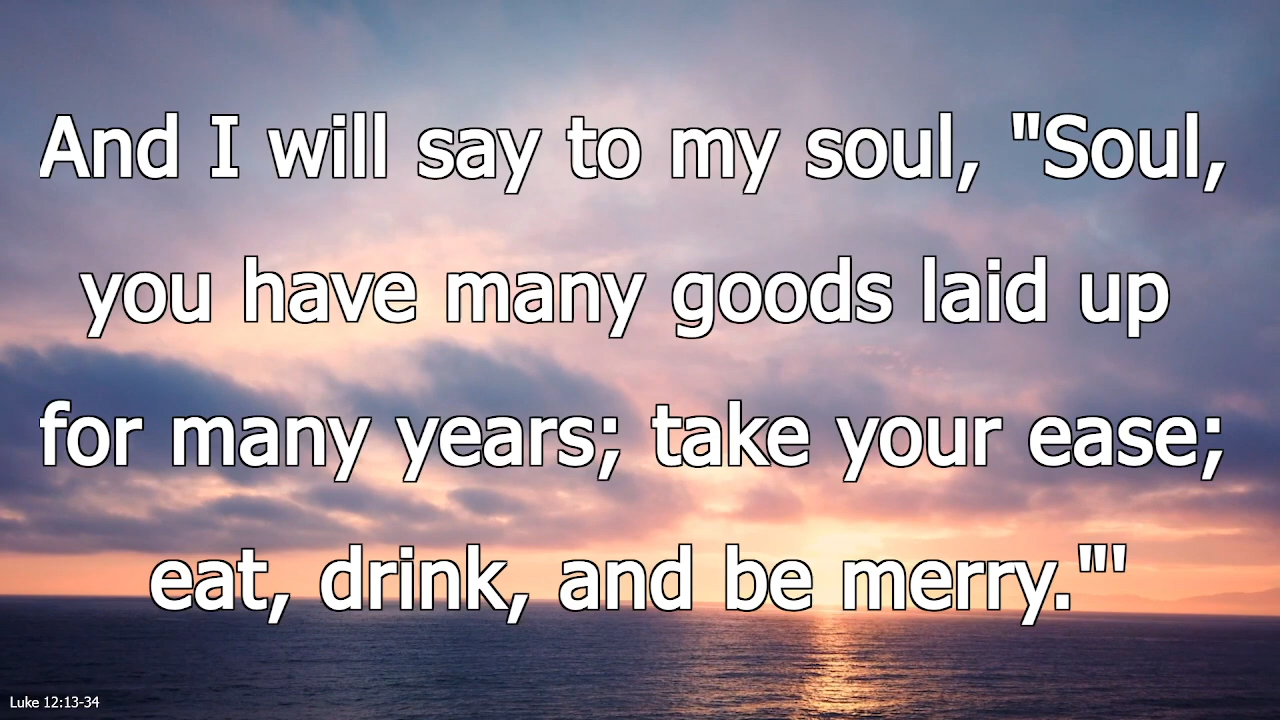 And I will say to my soul, "Soul,
you have many goods laid up
for many years; take your ease;
eat, drink, and be merry."'
Luke 12:13-34